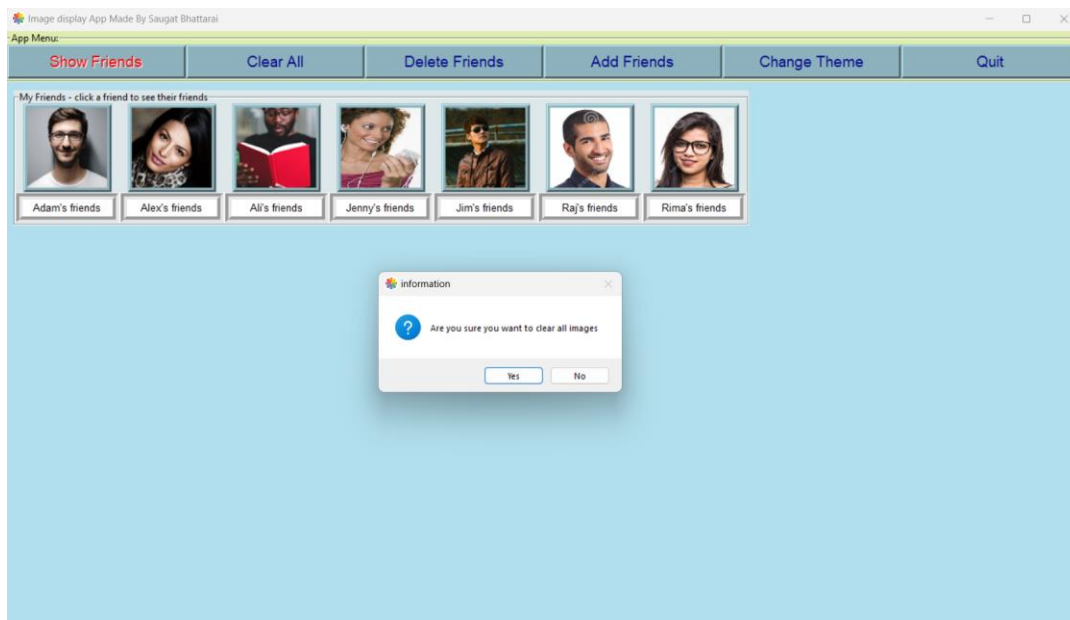 Image display App Made By Saugat Bhattarai
App Menu:
Show Friends Clear All Delete Friends Add Friends Change Theme Quit
My Friends - click a friend to see their friends
Adam's friends Alex's friends Ali's friends Jenny's friends Jim's friends Raj's friends Rima's friends
information
Are you sure you want to clear all images
Yes No